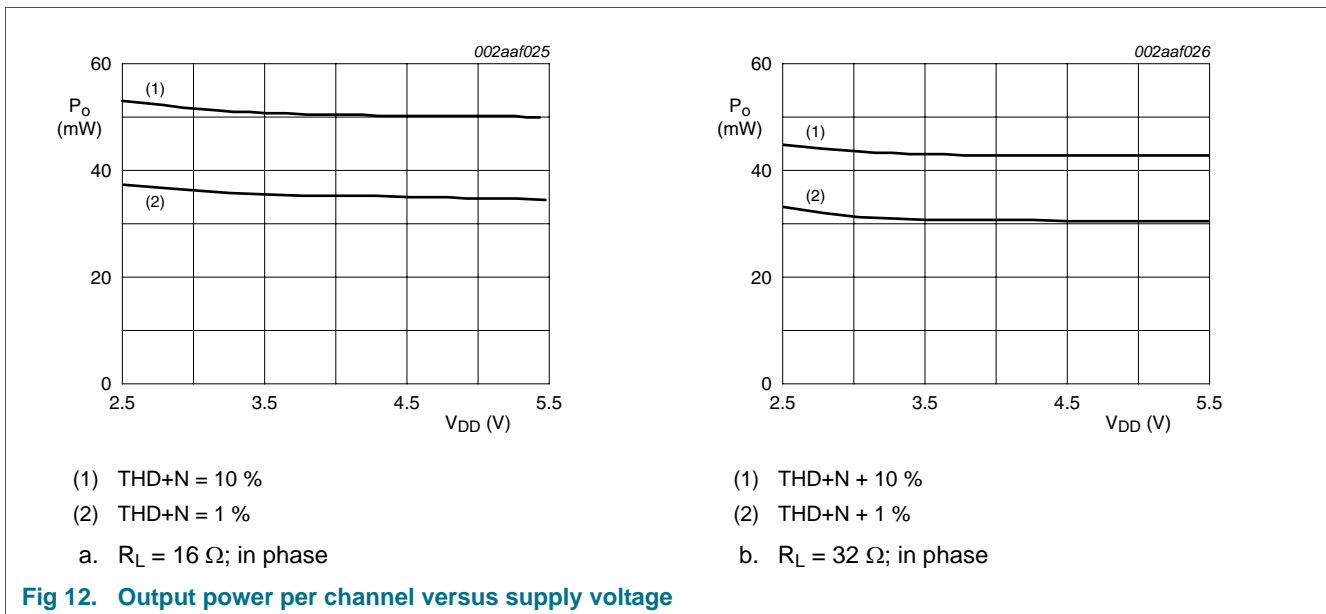 002aaf025
60
Po
(mW)
(1)
40
(2)
20
0
2.5
3.5
4.5
5.5
VDD (V)
(1) THD+N = 10 %
(2) THD+N = 1 %
a. RL = 16 Ω; in phase
002aaf026
60
Po
(mW)
(1)
40
(2)
20
0
2.5
3.5
4.5
5.5
VDD (V)
(1) THD+N + 10 %
(2) THD+N + 1 %
b. RL = 32 Ω; in phase
Fig 12. Output power per channel versus supply voltage